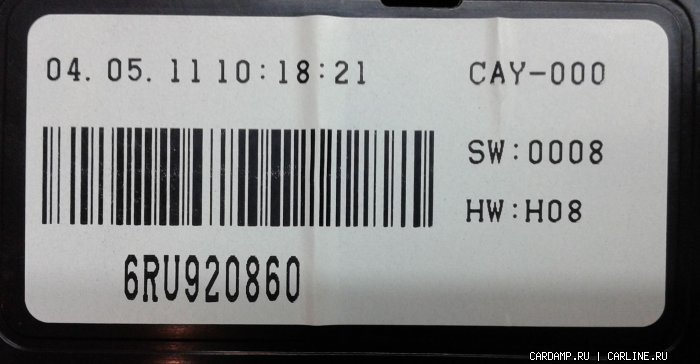 04. 05. 11 10:18:21
CAY-000
SW:0008
HW:H08
6RU920860
CARDAMP.RU | CARLINE.RU